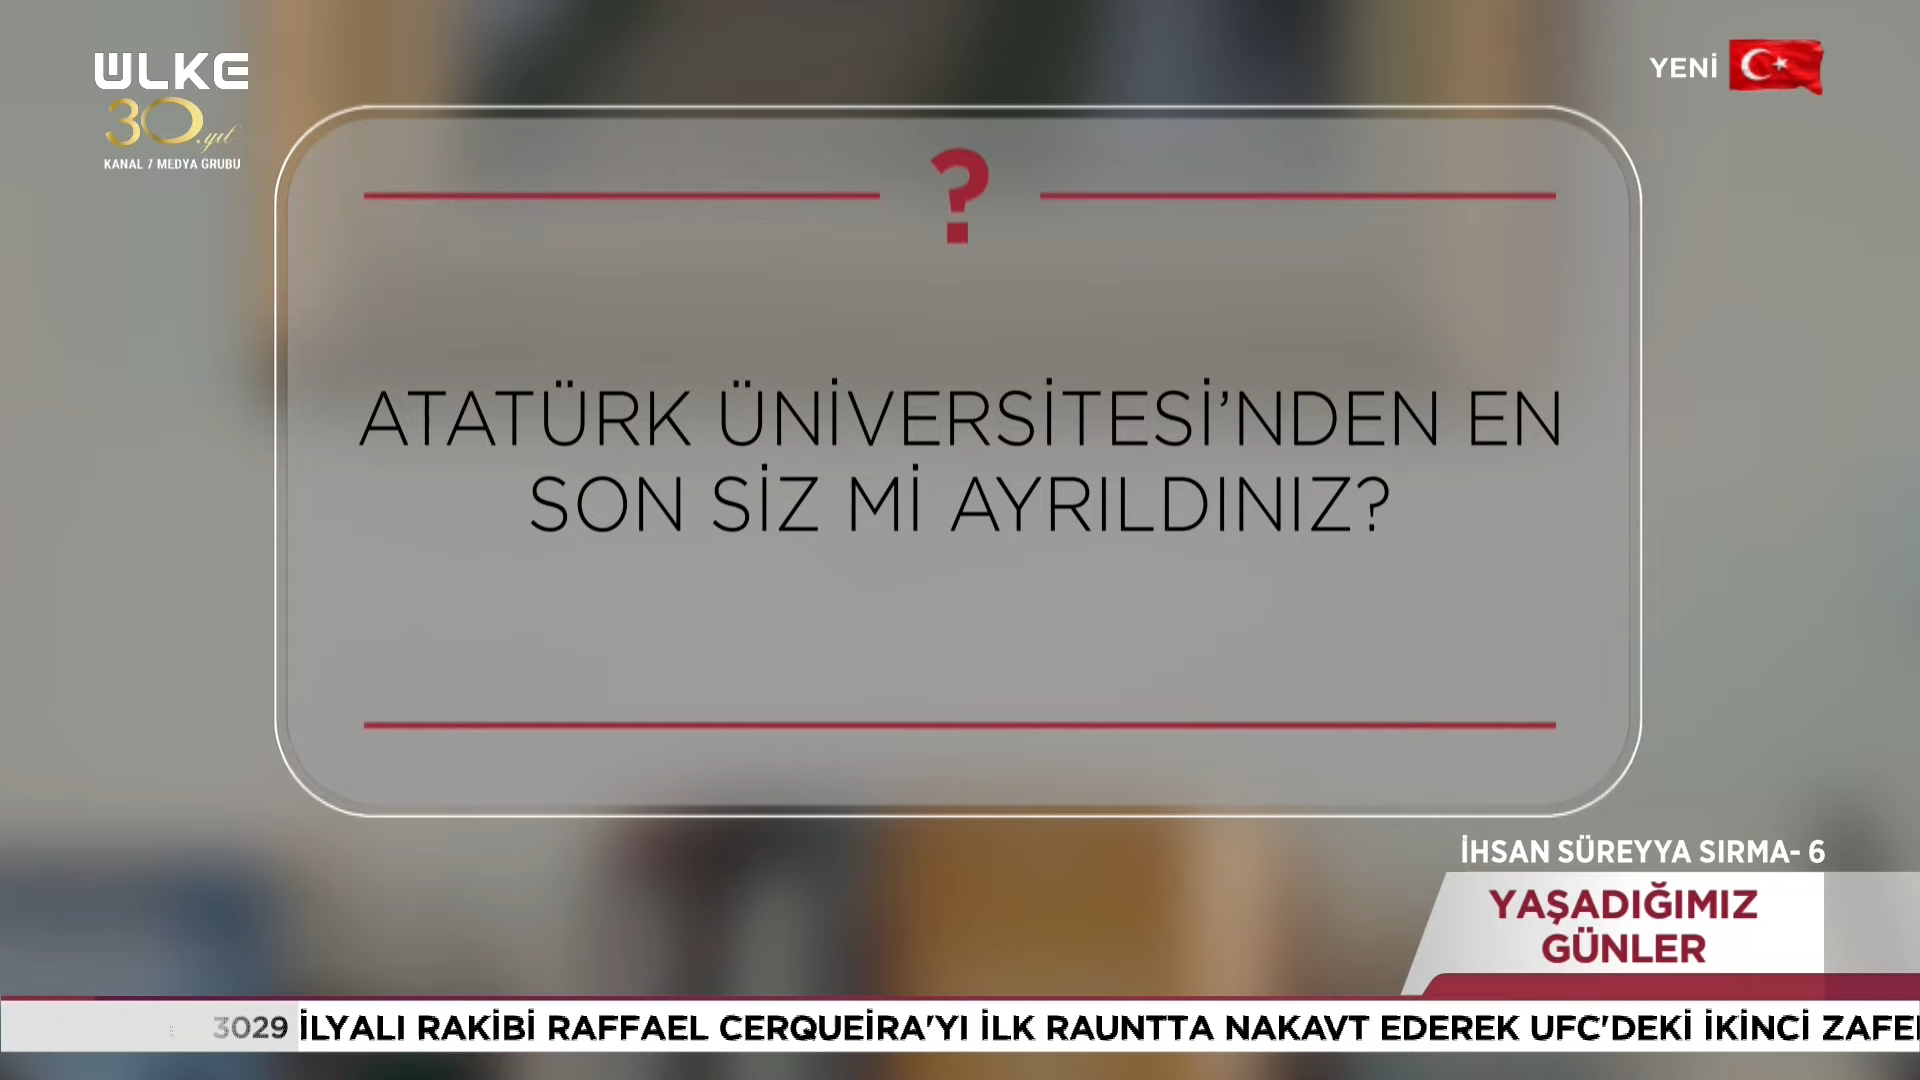 ÜLKE
30.yıl
KANAL 7 MEDYA GRUBU
YENİ
?
ATATÜRK ÜNİVERSİTESİ’NDEN EN
SON SİZ Mİ AYRILDINIZ?
İHSAN SÜREYYA SIRMA- 6
YAŞADIĞIMIZ
GÜNLER
3029 İLYALI RAKİBİ RAFFAEL CERQUEİRA'YI İLK RAUNTTA NAKAVT EDEREK UFC'DEKİ İKİNCİ ZAFE